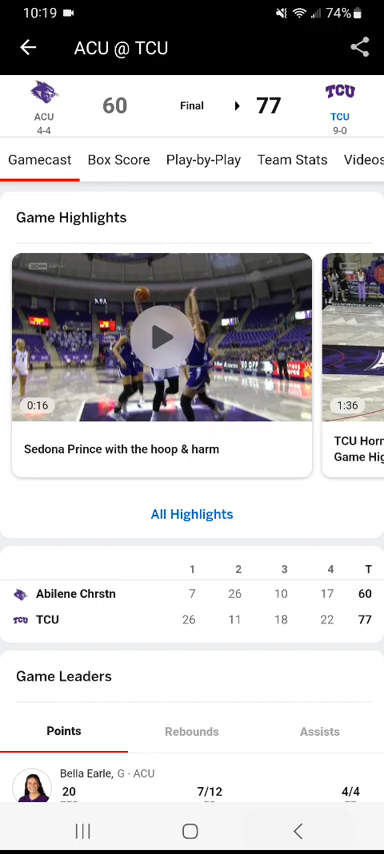 10:19 74%
ACU @ TCU
ACU 60 Final 77 TCU
4-4 9-0
Gamecast Box Score Play-by-Play Team Stats Videos
Game Highlights
0:16 1:36
Sedona Prince with the hoop & harm
TCU Horn
Game Hig
All Highlights
1 2 3 4 T
Abilene Chrstn 7 26 10 17 60
TCU TCU 26 11 18 22 77
Game Leaders
Points Rebounds Assists
Bella Earle, G - ACU
20 7/12 4/4